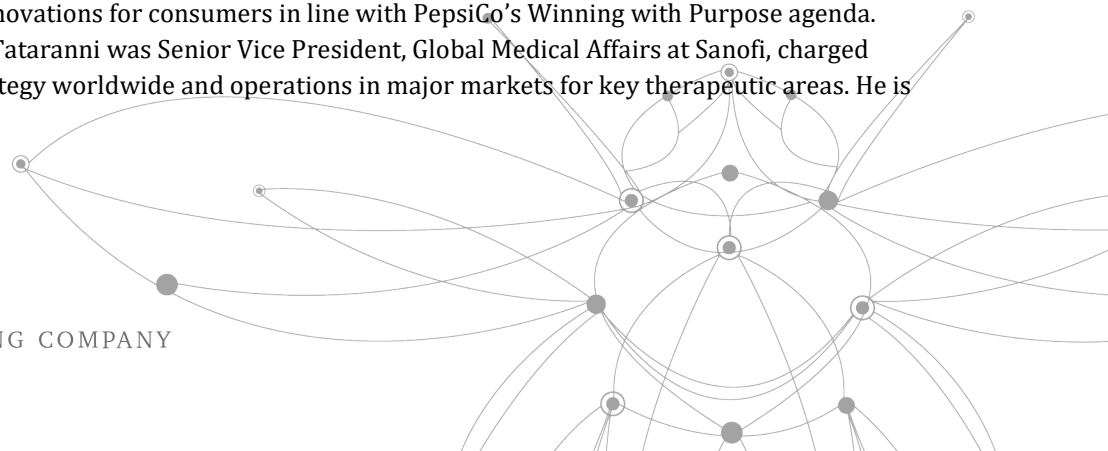 novations for consumers in line with PepsiCo’s Winning with Purpose agenda.
Tataranni was Senior Vice President, Global Medical Affairs at Sanofi, charged
tegy worldwide and operations in major markets for key therapeutic areas. He is
NG COMPANY